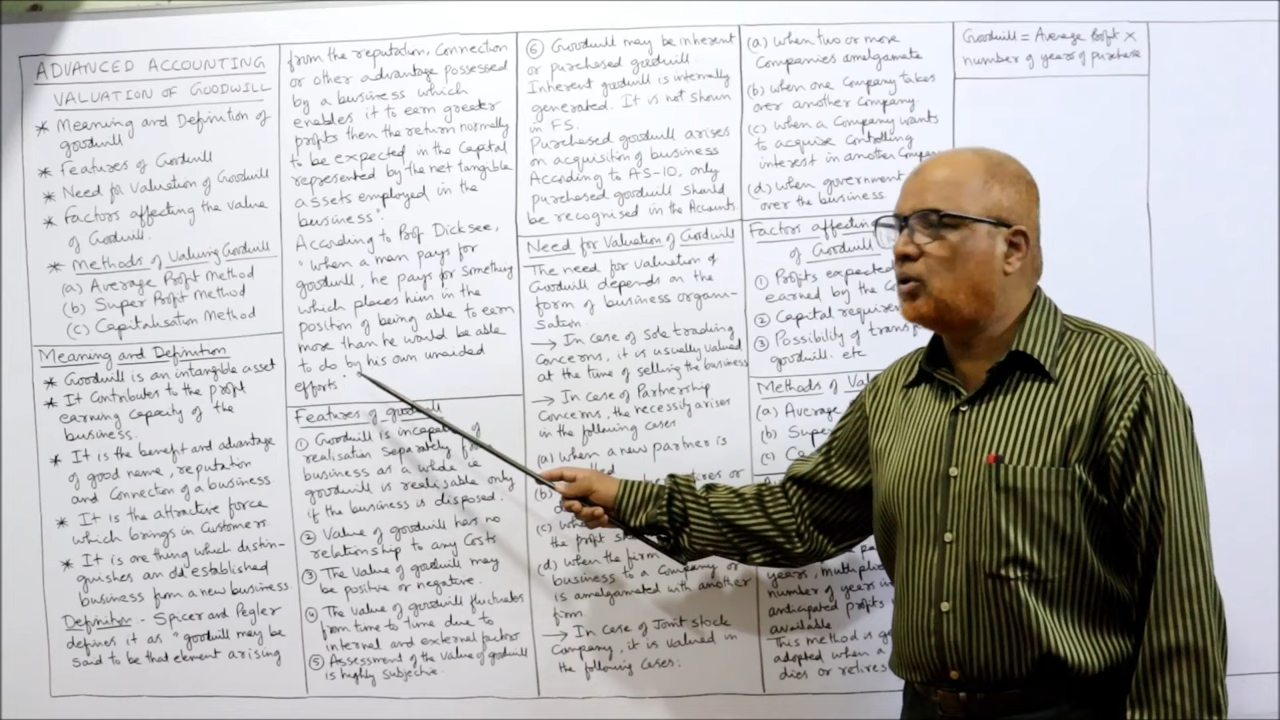 ADVANCED ACCOUNTING
VALUATION OF GOODWILL
* Meaning and Definition of
goodwill
* Features of Goodwill
* Need for Valuation of Goodwill
* Factors affecting the value
of Goodwill.
* Methods of Valuing Goodwill
(a) Average Profit Method
(b) Super Profit Method
(c) Capitalisation Method
Meaning and Definition
* Goodwill is an intangible asset
* It Contributes to the profit
earning capacity of the
business.
* It is the benefit and advantage
of good name, reputation
and Connection of a business
* It is the attractive force
which brings in Customers
* It is one thing which distin-
guishes an old established
business from a new business
Definition - Spicer and Pegler
defines it as "goodwill may be
said to be that element arising
from the reputation, Connection
or other advantage possessed
by a business which
enables it to earn greater
profits then the return normally
to be expected in the Capital
represented by the net tangible
assets employed in the
business".
According to Prof Dicksee,
"When a man pays for
goodwill, he pays for something
which places him in the
position of being able to earn
more than he would be able
to do by his own unaided
efforts".
Features of goodwill
① Goodwill is incapable of
realisation separately for
business as a whole ie
goodwill is realisable only
if the business is disposed.
② Value of goodwill has no
relationship to any Costs
③ The value of goodwill may
be positive or negative.
④ The value of goodwill fluctuates
from time to time due to
internal and external factors
⑤ Assessment of the value of goodwill
is highly subjective.
⑥ Goodwill may be inherent
or purchased goodwill.
Inherent goodwill is internally
generated. It is not shown
in FS.
Purchased goodwill arises
on acquisition of business
According to AS-10, only
purchased goodwill should
be recognised in the Accounts
Need for Valuation of Goodwill
The need for valuation of
Goodwill depends on the
form of business organi-
sation.
→ In case of Sole trading
Concerns, it is usually valued
at the time of selling the business
→ In case of Partnership
Concerns, the necessity arises
in the following cases
(a) when a new partner is
(b)
or
(c)
the profit
(d) when the firm
business to a Company or
is amalgamated with another
firm.
→ In case of Joint stock
Company, it is valued in
the following cases:
(a) when two or more
Companies amalgamate
(b) when one Company takes
over another Company
(c) when a Company wants
to acquire Controlling
interest in another Company
(d) when government
over the business
Factors affecting
of Goodwill
① Profits expected
earned by the
② Capital
③ Possibility of
goodwill. etc
Methods of
(a) Average
(b) Super
(c)
years,
number of years
anticipated profits
available
This method is
adopted when a
dies or retires
Goodwill = Average Profit ×
number of years of purchase